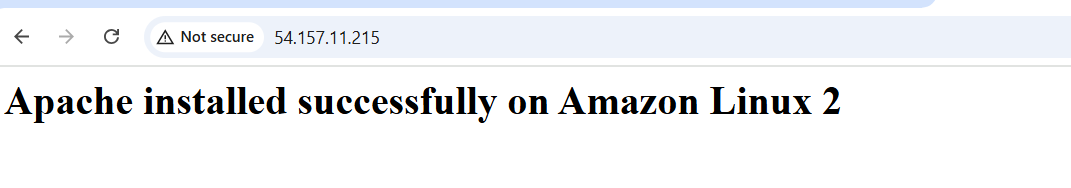 Not secure 54.157.11.215
Apache installed successfully on Amazon Linux 2